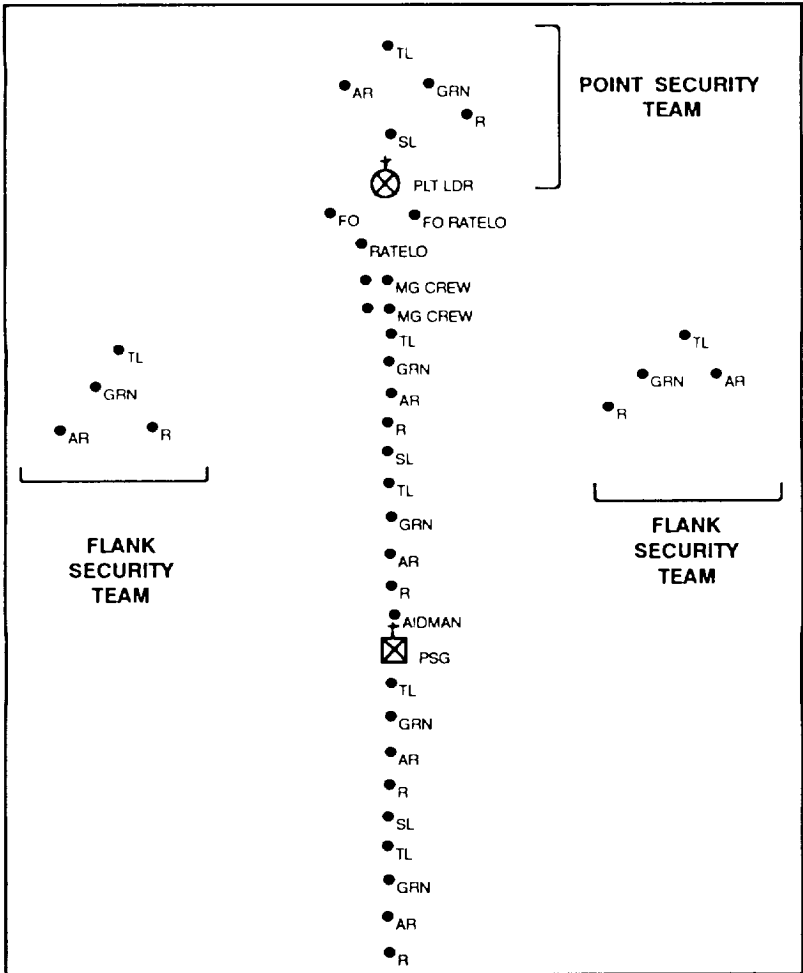 TL
AR
GRN
R
SL
POINT SECURITY
TEAM
PLT LDR
FO
FO RATELO
RATELO
MG CREW
MG CREW
TL
GRN
AR
R
SL
TL
GRN
AR
R
AIDMAN
PSG
TL
GRN
AR
R
SL
TL
GRN
AR
R
TL
GRN
AR
R
FLANK
SECURITY
TEAM
TL
GRN
AR
R
FLANK
SECURITY
TEAM